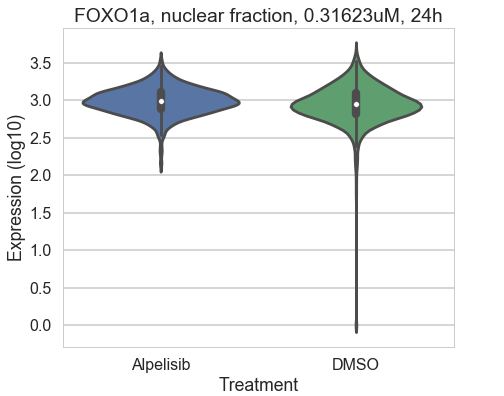 FOXO1a, nuclear fraction, 0.31623uM, 24h
Expression (log10)
3.5
3.0
2.5
2.0
1.5
1.0
0.5
0.0
Alpelisib DMSO
Treatment